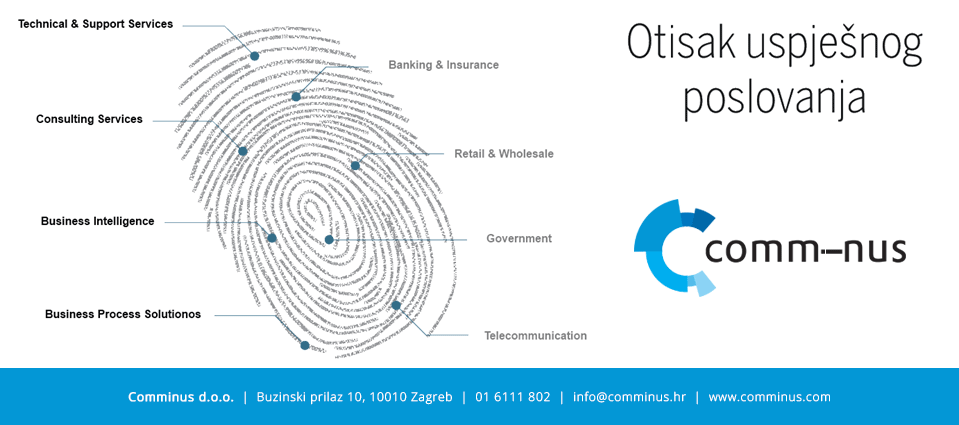 Technical & Support Services
Banking & Insurance
Consulting Services
Retail & Wholesale
Business Intelligence
Government
Business Process Solutionos
Telecommunication
Otisak uspješnog
poslovanja
comm-nus
Comminus d.o.o. | Buzinski prilaz 10, 10010 Zagreb | 01 6111 802 | info@comminus.hr | www.comminus.com